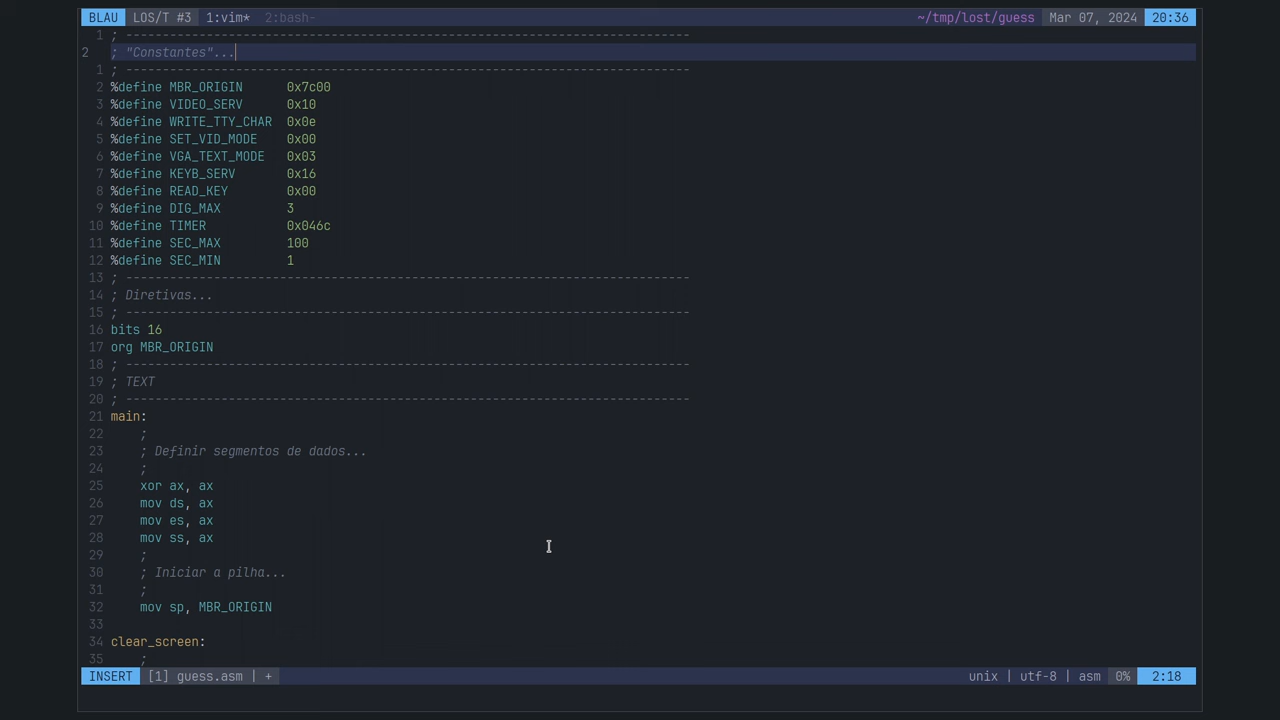 BLAU LOS/T #3 1:vim* 2:bash- ~/tmp/lost/guess Mar 07, 2024 20:36
1 ; -----------------------------------------------------------------------------
2 ; "Constantes"...
1 ; -----------------------------------------------------------------------------
2 %define MBR_ORIGIN 0x7c00
3 %define VIDEO_SERV 0x10
4 %define WRITE_TTY_CHAR 0x0e
5 %define SET_VID_MODE 0x00
6 %define VGA_TEXT_MODE 0x03
7 %define KEYB_SERV 0x16
8 %define READ_KEY 0x00
9 %define DIG_MAX 3
10 %define TIMER 0x046c
11 %define SEC_MAX 100
12 %define SEC_MIN 1
13 ; -----------------------------------------------------------------------------
14 ; Diretivas...
15 ; -----------------------------------------------------------------------------
16 bits 16
17 org MBR_ORIGIN
18 ; -----------------------------------------------------------------------------
19 ; TEXT
20 ; -----------------------------------------------------------------------------
21 main:
22 ;
23 ; Definir segmentos de dados...
24 ;
25 xor ax, ax
26 mov ds, ax
27 mov es, ax
28 mov ss, ax
29 ;
30 ; Iniciar a pilha...
31 ;
32 mov sp, MBR_ORIGIN
33
34 clear_screen:
35 ;
INSERT [1] guess.asm | + unix | utf-8 | asm 0% 2:18